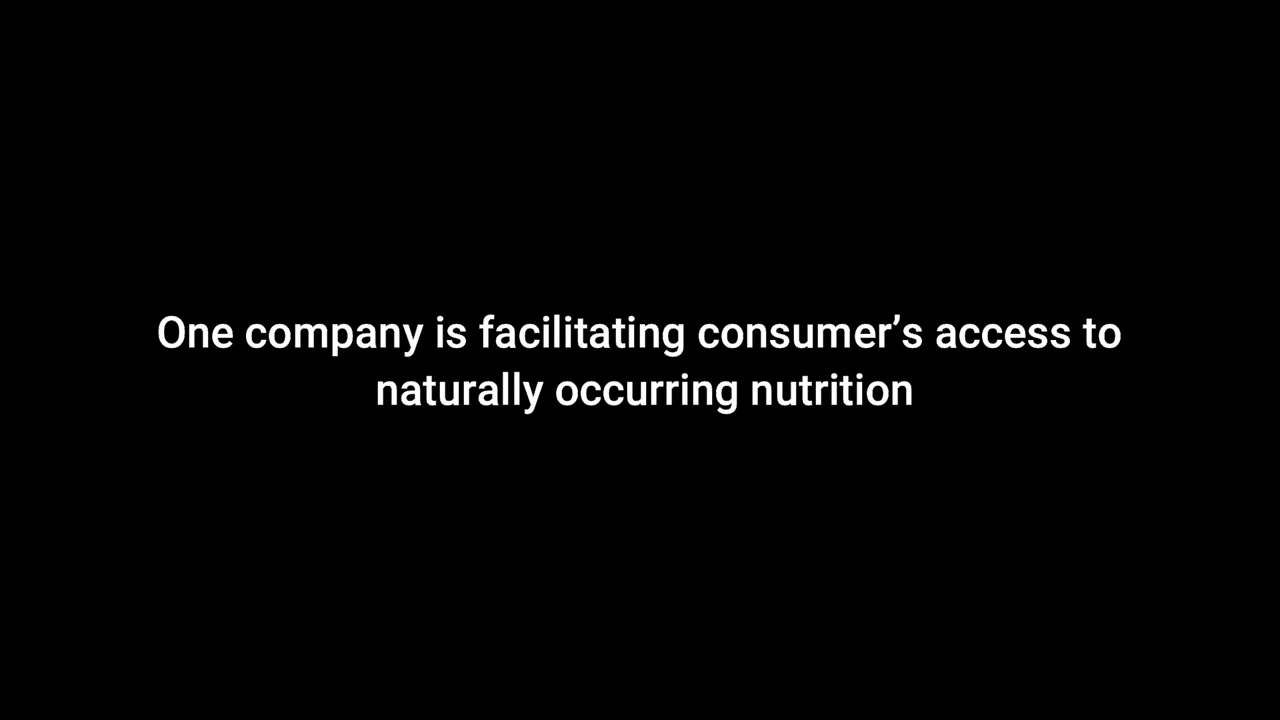 One company is facilitating consumer’s access to
naturally occurring nutrition